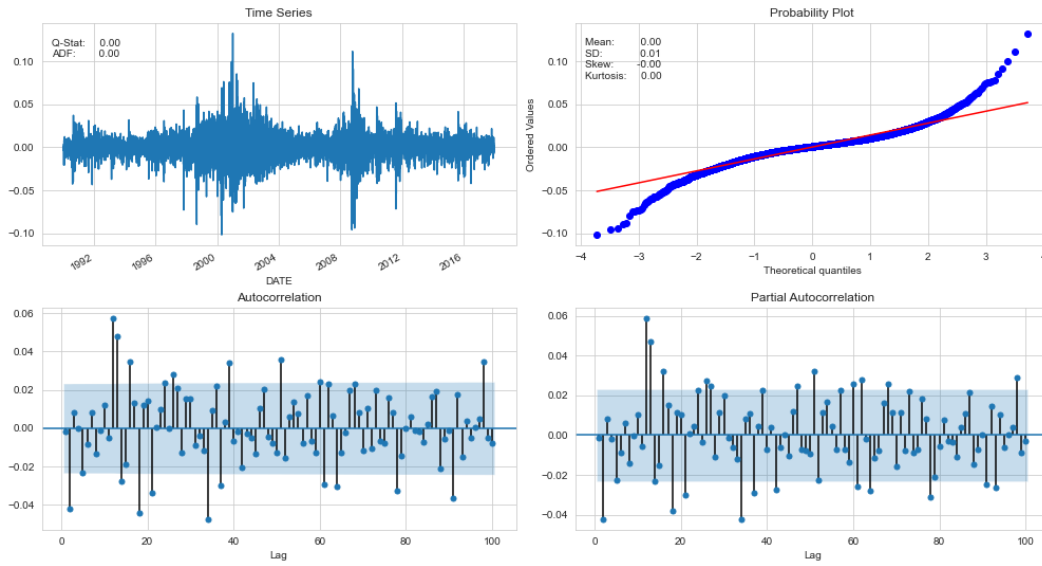 Time Series
Q-Stat: 0.00
ADF: 0.00
0.10
0.05
0.00
−0.05
−0.10
1992 1996 2000 2004 2008 2012 2016
DATE
Probability Plot
Mean: 0.00
SD: 0.01
Skew: -0.00
Kurtosis: 0.00
Ordered Values
0.10
0.05
0.00
−0.05
−0.10
−4 −3 −2 −1 0 1 2 3 4
Theoretical quantiles
Autocorrelation
0.06
0.04
0.02
0.00
−0.02
−0.04
0 20 40 60 80 100
Lag
Partial Autocorrelation
0.06
0.04
0.02
0.00
−0.02
−0.04
0 20 40 60 80 100
Lag